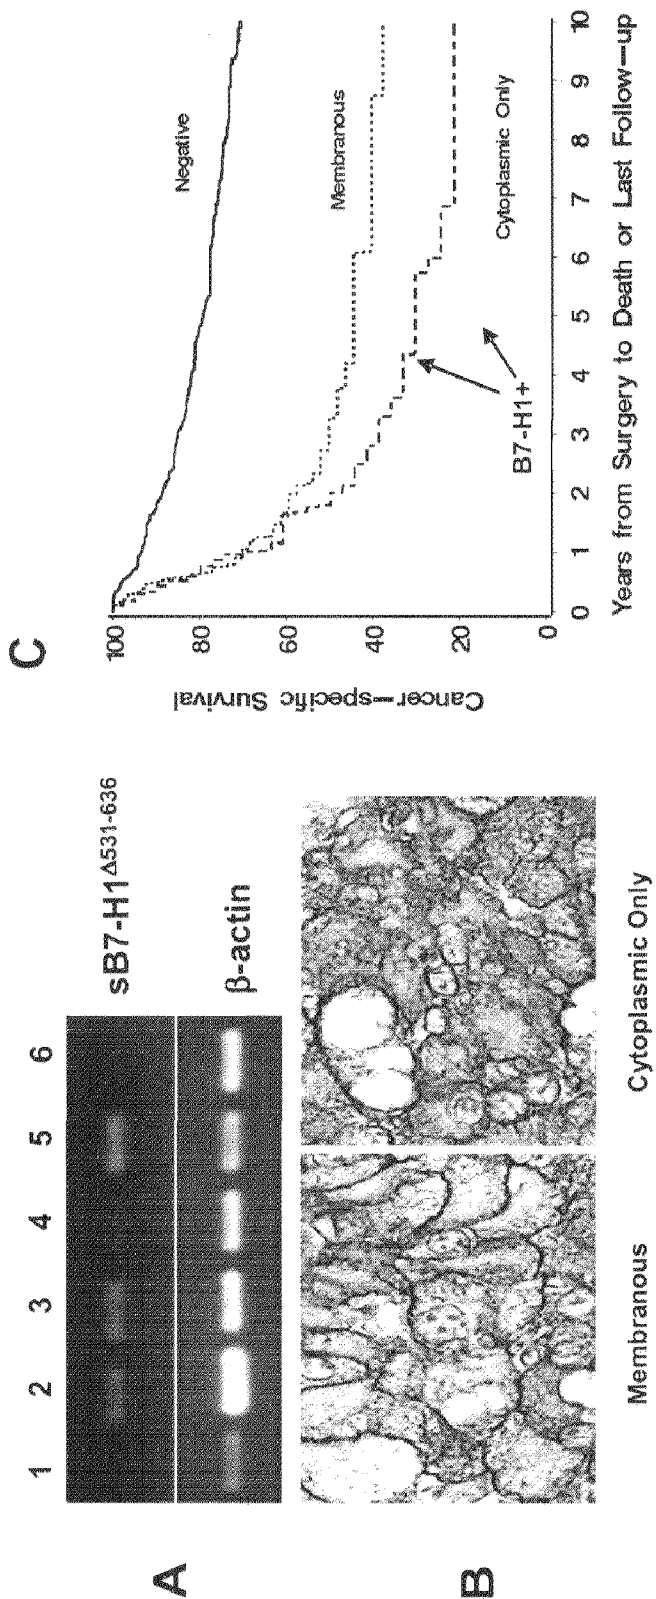 A
1 2 3 4 5 6
sB7-H1Δ531-636
β-actin
B
Membranous
Cytoplasmic Only
C
Cancer-specific Survival
100
80
60
40
20
0
Negative
Membranous
Cytoplasmic Only
B7-H1+
0 1 2 3 4 5 6 7 8 9 10
Years from Surgery to Death or Last Follow-up